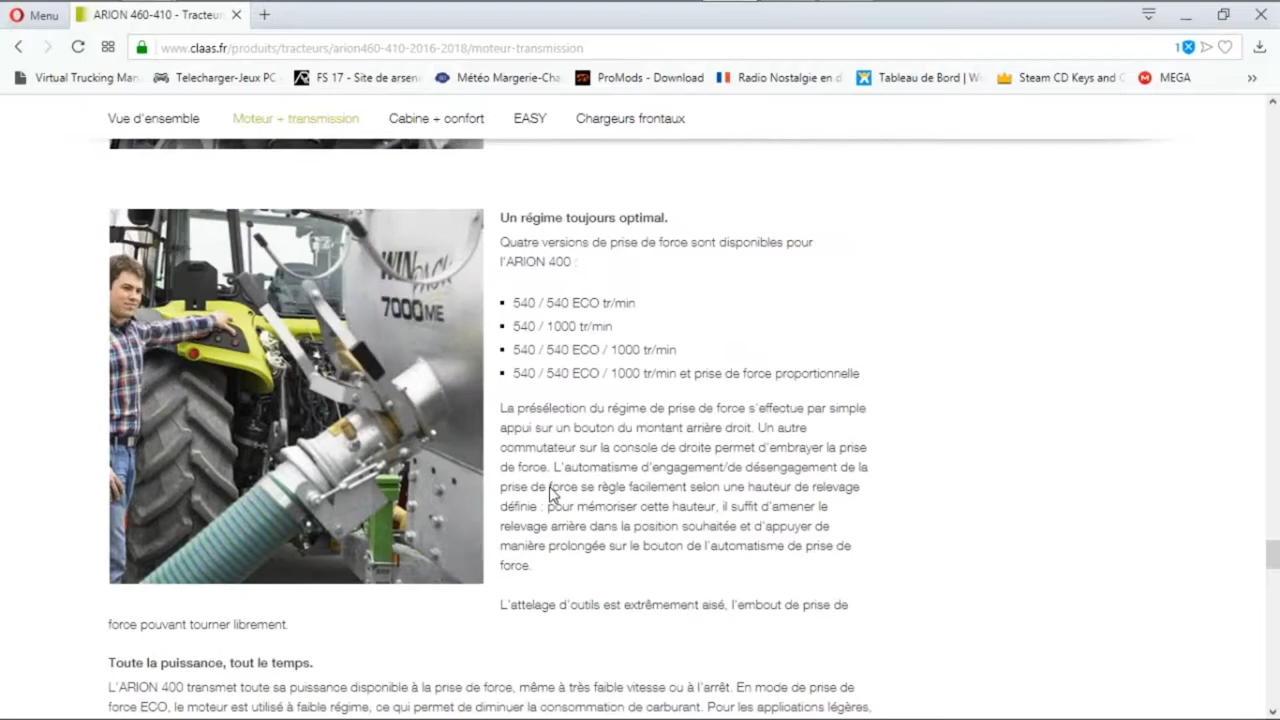 Menu
ARION 460-410 - Tracteur
www.claas.fr/produits/tracteurs/arion460-410-2016-2018/moteur-transmission
1
Virtual Trucking Man
Telecharger-Jeux PC
FS 17 - Site de arsen
Météo Margerie-Cha
ProMods - Download
Radio Nostalgie en d
Tableau de Bord | W
Steam CD Keys and
MEGA
»
Vue d'ensemble
Moteur + transmission
Cabine + confort
EASY
Chargeurs frontaux
WINPACK
7000ME
Un régime toujours optimal.
Quatre versions de prise de force sont disponibles pour
l'ARION 400 :
▪ 540 / 540 ECO tr/min
▪ 540 / 1000 tr/min
▪ 540 / 540 ECO / 1000 tr/min
▪ 540 / 540 ECO / 1000 tr/min et prise de force proportionnelle
La présélection du régime de prise de force s'effectue par simple
appui sur un bouton du montant arrière droit. Un autre
commutateur sur la console de droite permet d'embrayer la prise
de force. L'automatisme d'engagement/de désengagement de la
prise de force se règle facilement selon une hauteur de relevage
définie : pour mémoriser cette hauteur, il suffit d'amener le
relevage arrière dans la position souhaitée et d'appuyer de
manière prolongée sur le bouton de l'automatisme de prise de
force.
L'attelage d'outils est extrêmement aisé, l'embout de prise de
force pouvant tourner librement.
Toute la puissance, tout le temps.
L'ARION 400 transmet toute sa puissance disponible à la prise de force, même à très faible vitesse ou à l'arrêt. En mode de prise de
force ECO, le moteur est utilisé à faible régime, ce qui permet de diminuer la consommation de carburant. Pour les applications légères,